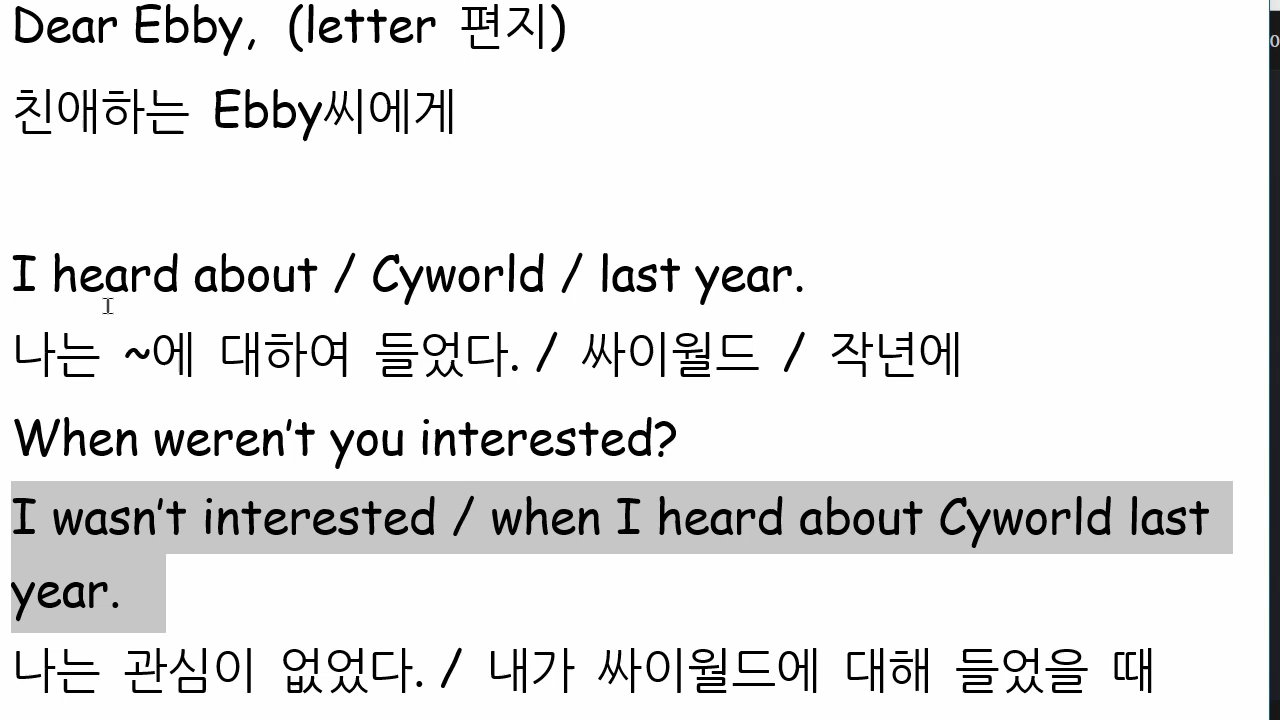 Dear Ebby, (letter 편지)
친애하는 Ebby씨에게
I heard about / Cyworld / last year.
나는 ~에 대하여 들었다. / 싸이월드 / 작년에
When weren't you interested?
I wasn't interested / when I heard about Cyworld last
year.
나는 관심이 없었다. / 내가 싸이월드에 대해 들었을 때